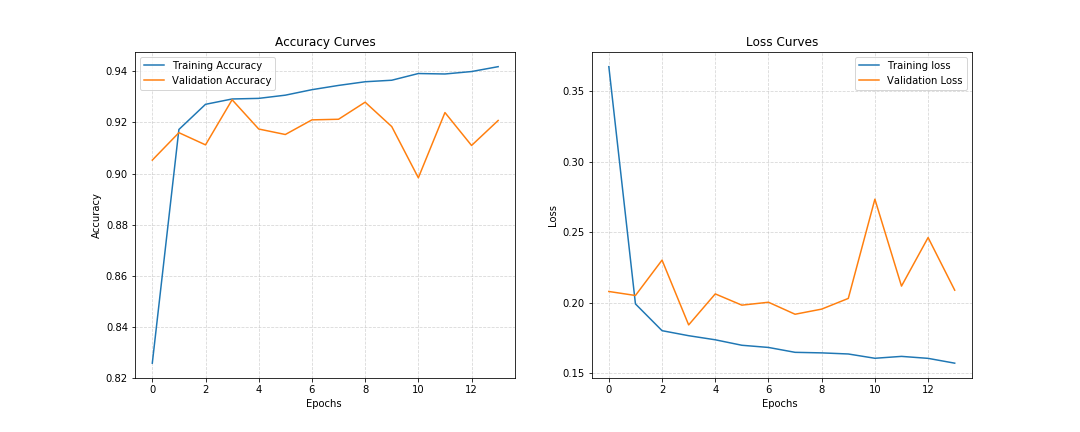 Accuracy Curves
Training Accuracy
Validation Accuracy
0.94
0.92
0.90
0.88
0.86
0.84
0.82
Accuracy
0 2 4 6 8 10 12
Epochs
Loss Curves
Training loss
Validation Loss
0.35
0.30
0.25
0.20
0.15
Loss
0 2 4 6 8 10 12
Epochs